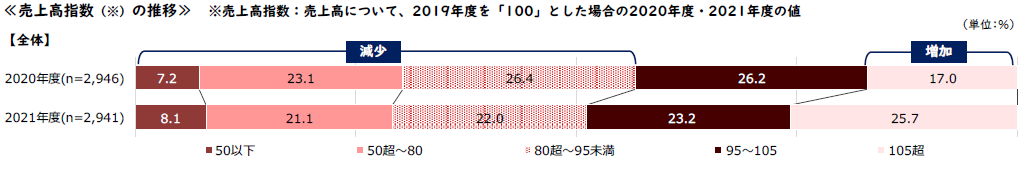 ≪売上高指数（※）の推移≫　※売上高指数：売上高について、2019年度を「100」とした場合の2020年度・2021年度の値
（単位：％）
【全体】
減少 増加
2020年度(n=2,946) 7.2 23.1 26.4 26.2 17.0
2021年度(n=2,941) 8.1 21.1 22.0 23.2 25.7
50以下 50超～80 80超～95未満 95～105 105超